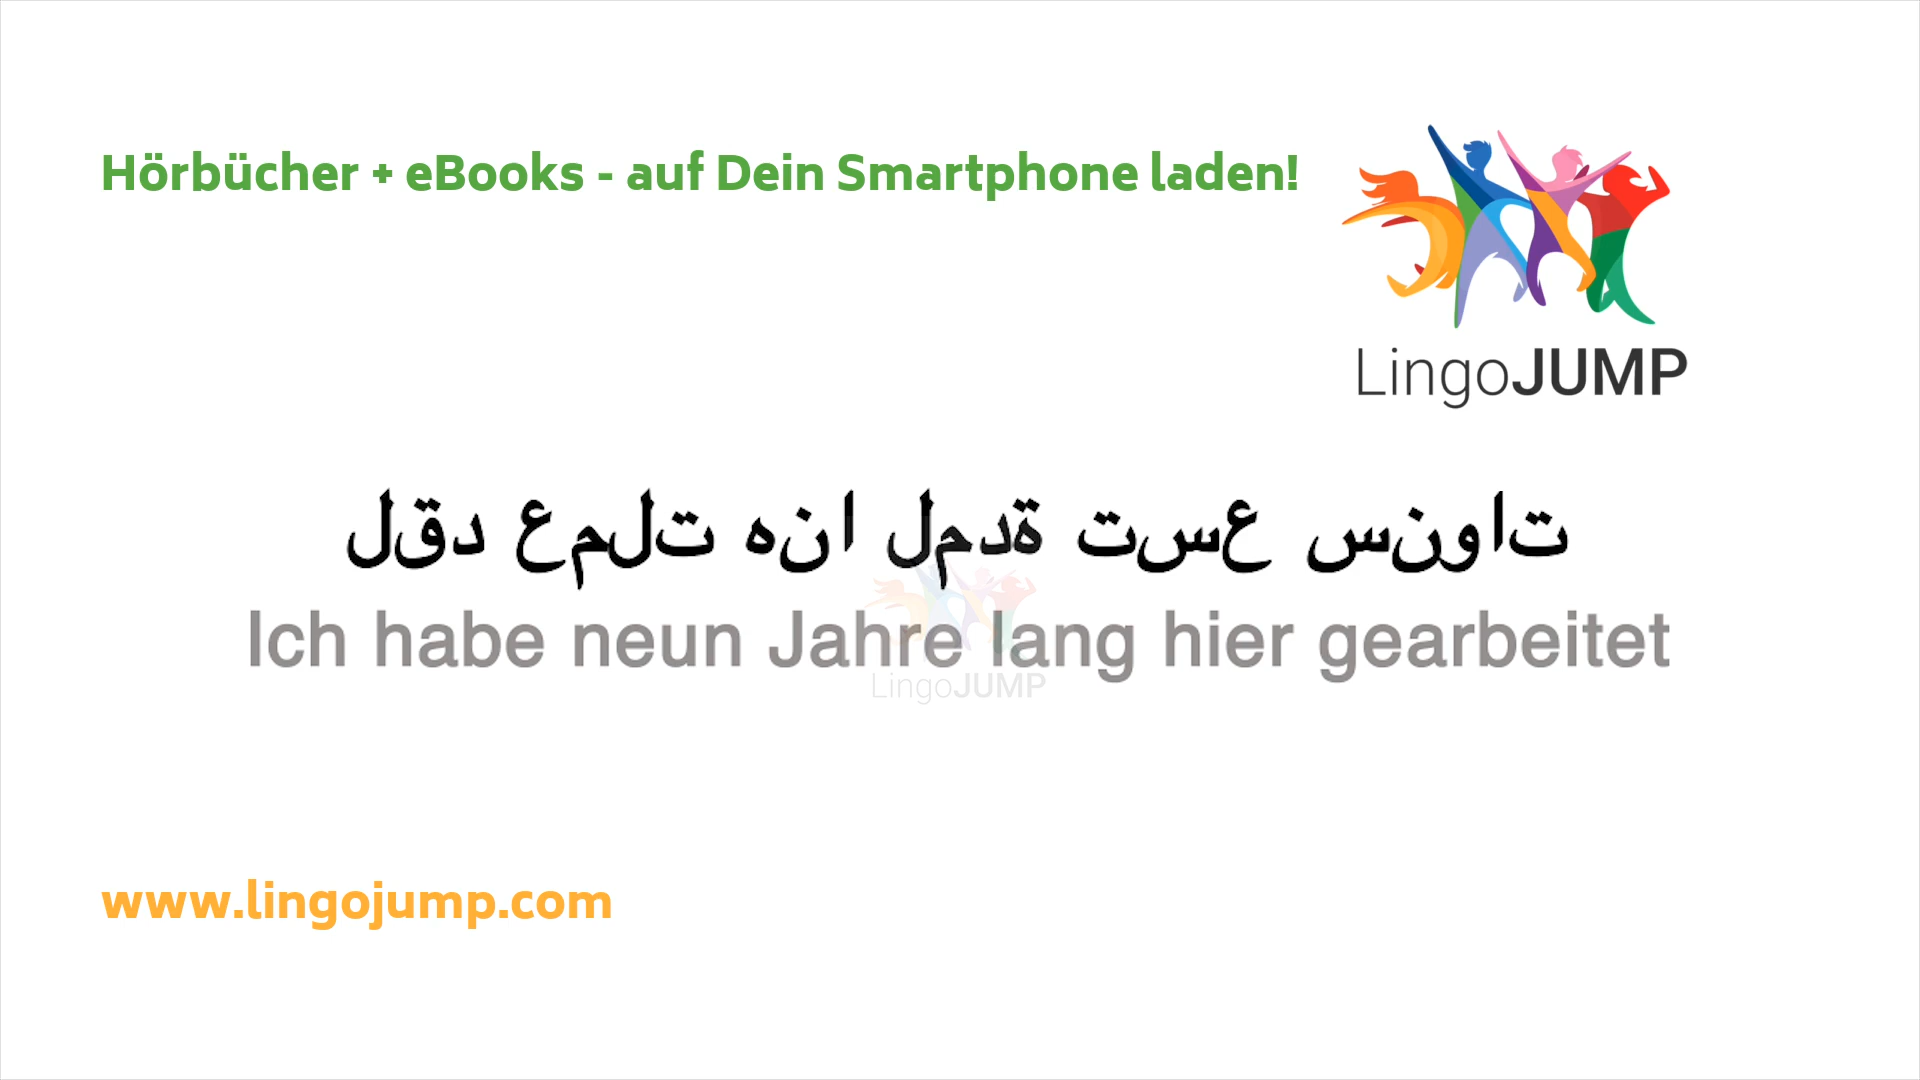 Hörbücher + eBooks - auf Dein Smartphone laden!
LingoJUMP
لقد عملت هنا لمدة تسع سنوات
Ich habe neun Jahre lang hier gearbeitet
LingoJUMP
www.lingojump.com